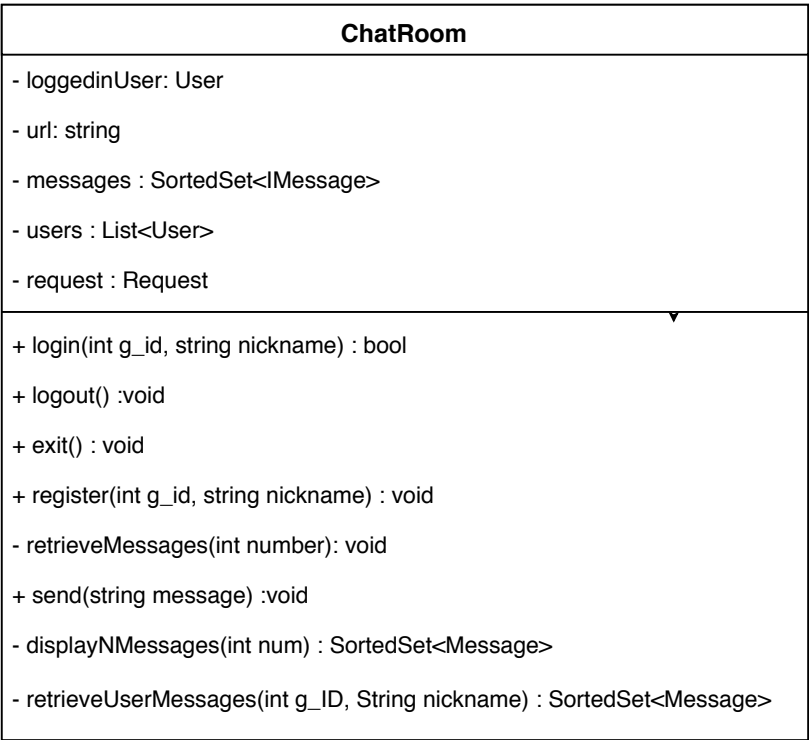 ChatRoom
- loggedinUser: User
- url: string
- messages : SortedSet<IMessage>
- users : List<User>
- request : Request
+ login(int g_id, string nickname) : bool
+ logout() :void
+ exit() : void
+ register(int g_id, string nickname) : void
- retrieveMessages(int number): void
+ send(string message) :void
- displayNMessages(int num) : SortedSet<Message>
- retrieveUserMessages(int g_ID, String nickname) : SortedSet<Message>